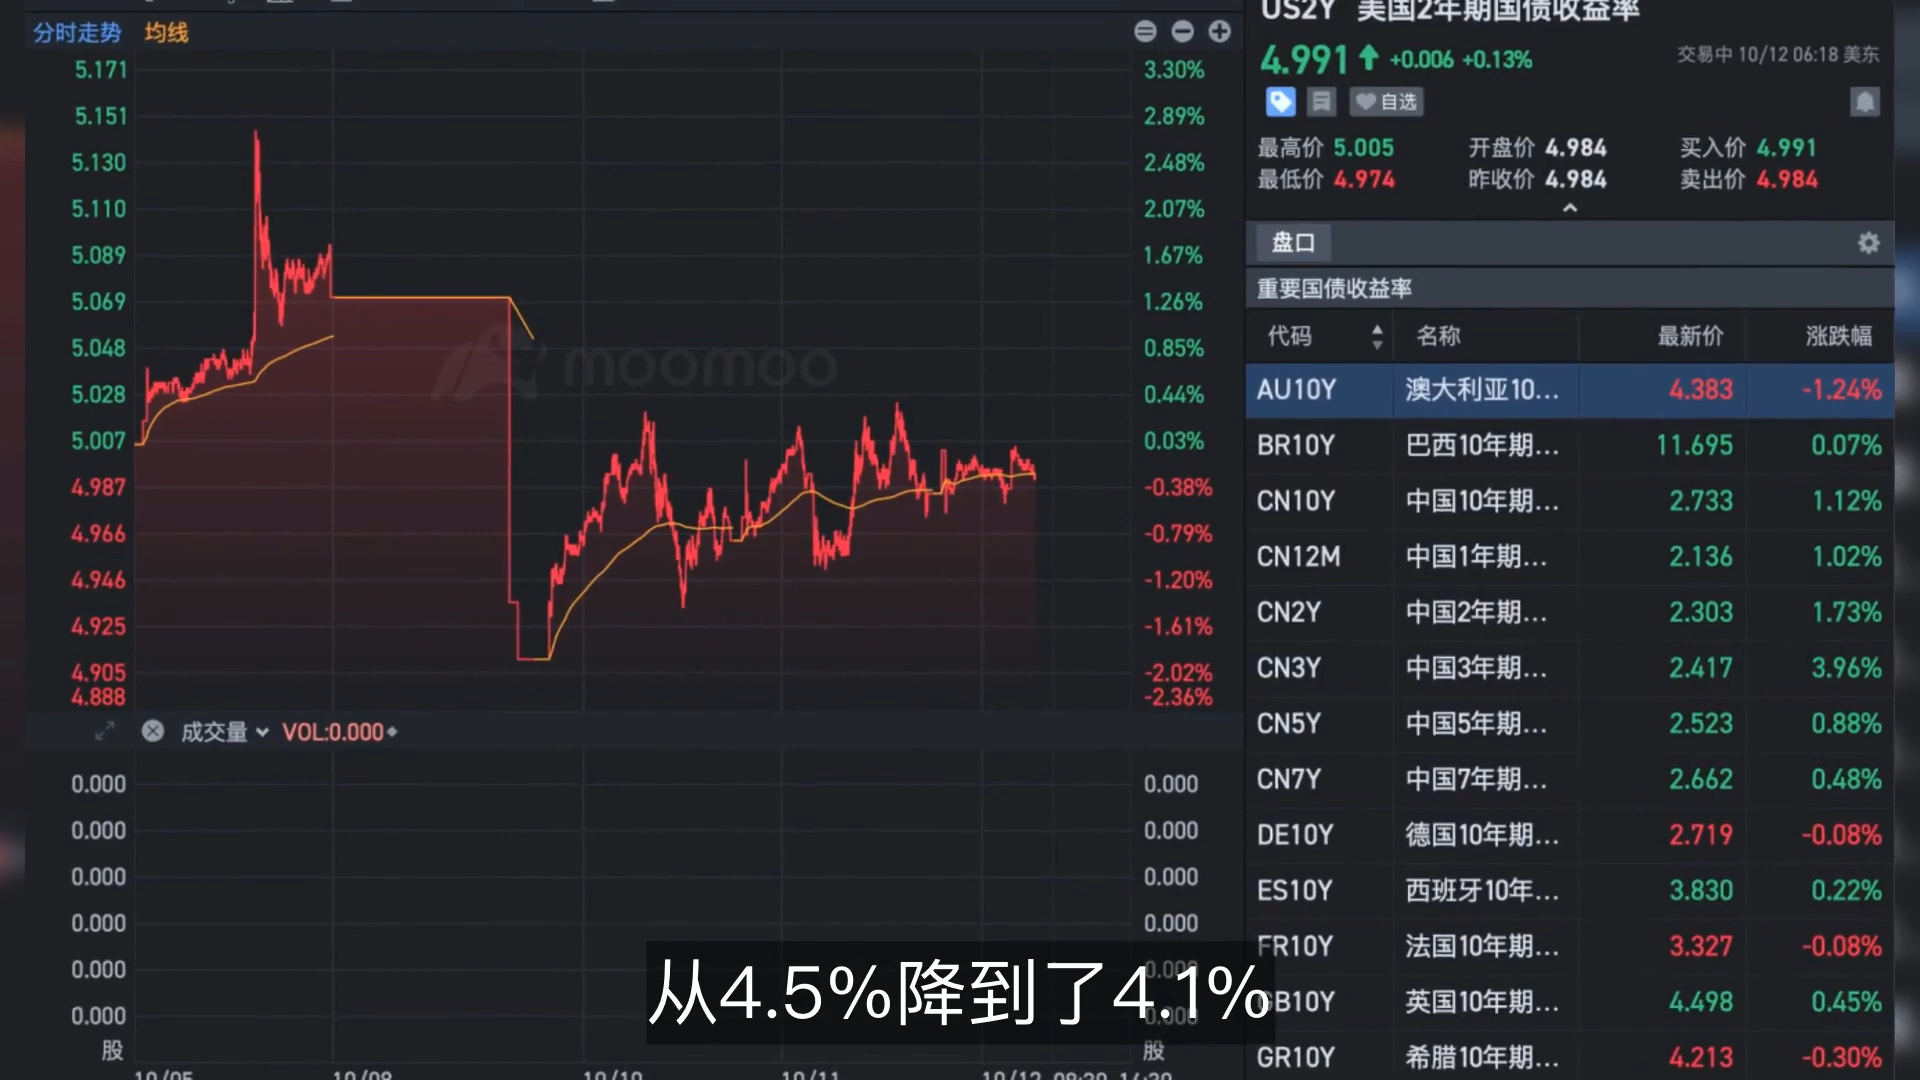 分时走势 均线
5.171
5.151
5.130
5.110
5.089
5.069
5.048
5.028
5.007
4.987
4.966
4.946
4.925
4.905
4.888
3.30%
2.89%
2.48%
2.07%
1.67%
1.26%
0.85%
0.44%
0.03%
-0.38%
-0.79%
-1.20%
-1.61%
-2.02%
-2.36%
moomoo
成交量 VOL:0.000
0.000 0.000
0.000 0.000
0.000 0.000
0.000 0.000
0.000 0.000
0.000 0.000
股 股
10/05 10/08 10/10 10/11 10/12
US2Y 美国2年期国债收益率
4.991 +0.006 +0.13% 交易中 10/12 06:18 美东
自选
最高价 5.005 开盘价 4.984 买入价 4.991
最低价 4.974 昨收价 4.984 卖出价 4.984
盘口
重要国债收益率
代码 名称 最新价 涨跌幅
AU10Y 澳大利亚10... 4.383 -1.24%
BR10Y 巴西10年期... 11.695 0.07%
CN10Y 中国10年期... 2.733 1.12%
CN12M 中国1年期... 2.136 1.02%
CN2Y 中国2年期... 2.303 1.73%
CN3Y 中国3年期... 2.417 3.96%
CN5Y 中国5年期... 2.523 0.88%
CN7Y 中国7年期... 2.662 0.48%
DE10Y 德国10年期... 2.719 -0.08%
ES10Y 西班牙10年... 3.830 0.22%
FR10Y 法国10年期... 3.327 -0.08%
GB10Y 英国10年期... 4.498 0.45%
GR10Y 希腊10年期... 4.213 -0.30%
从4.5%降到了4.1%